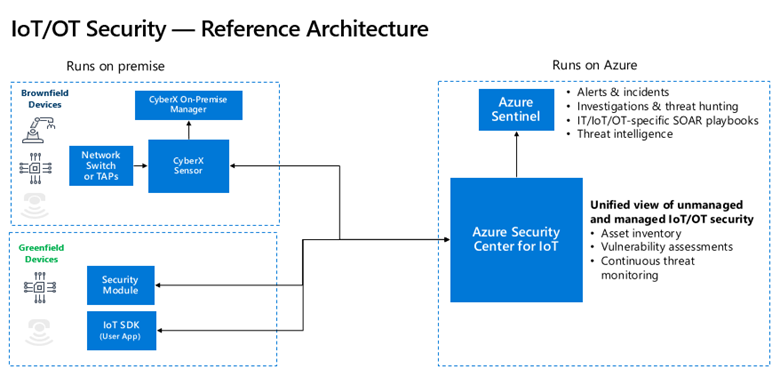 IoT/OT Security — Reference Architecture
Runs on premise
Runs on Azure
Brownfield
Devices
CyberX On-Premise
Manager
Network
Switch
or TAPs
CyberX
Sensor
Greenfield
Devices
Security
Module
IoT SDK
(User App)
Azure
Sentinel
• Alerts & incidents
• Investigations & threat hunting
• IT/IoT/OT-specific SOAR playbooks
• Threat intelligence
Azure Security
Center for IoT
Unified view of unmanaged
and managed IoT/OT security
• Asset inventory
• Vulnerability assessments
• Continuous threat
monitoring